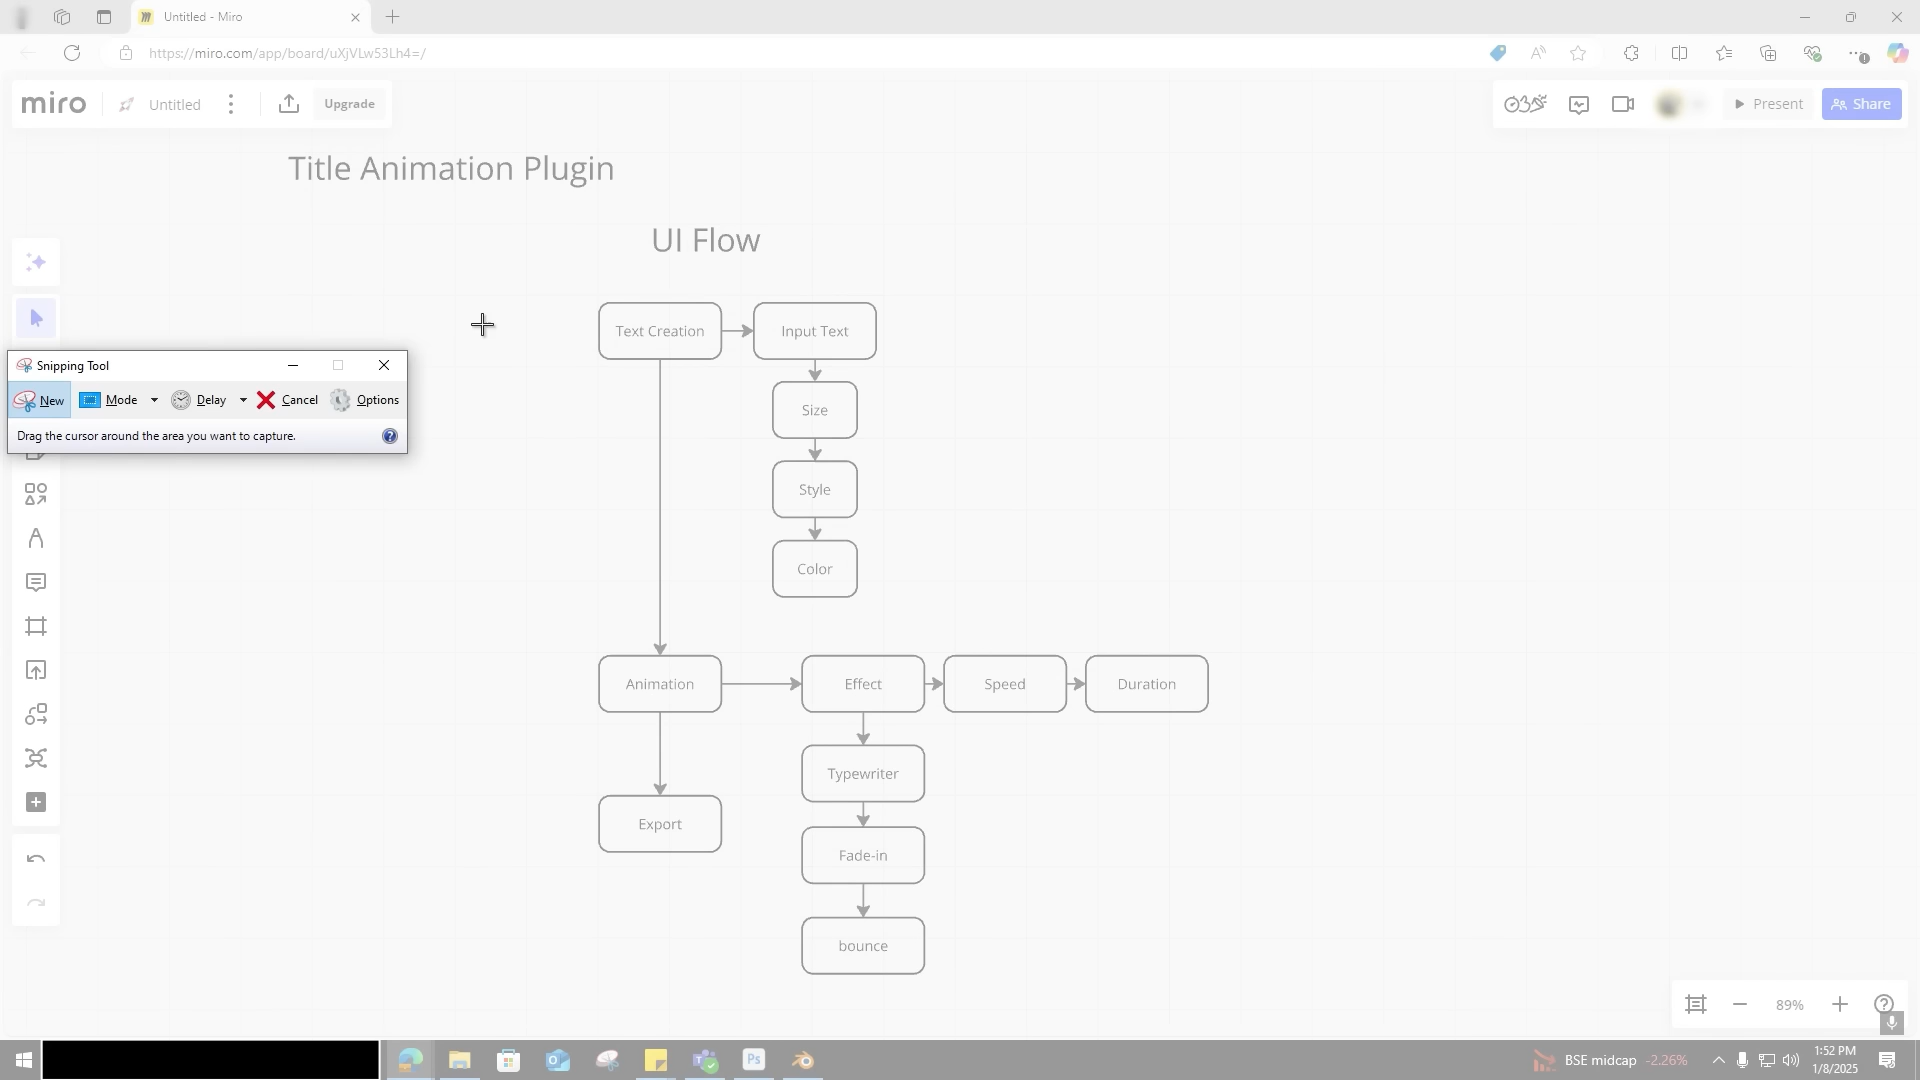 Untitled - Miro
https://miro.com/app/board/uXjVLw53Lh4=/
miro
Untitled
Upgrade
Present
Share
Title Animation Plugin
UI Flow
Text Creation
Input Text
Snipping Tool
New
Mode
Delay
Cancel
Options
Drag the cursor around the area you want to capture.
Size
Style
Color
Animation
Effect
Speed
Duration
Typewriter
Export
Fade-in
bounce
89%
Ps
BSE midcap -2.26%
1:52 PM
1/8/2025